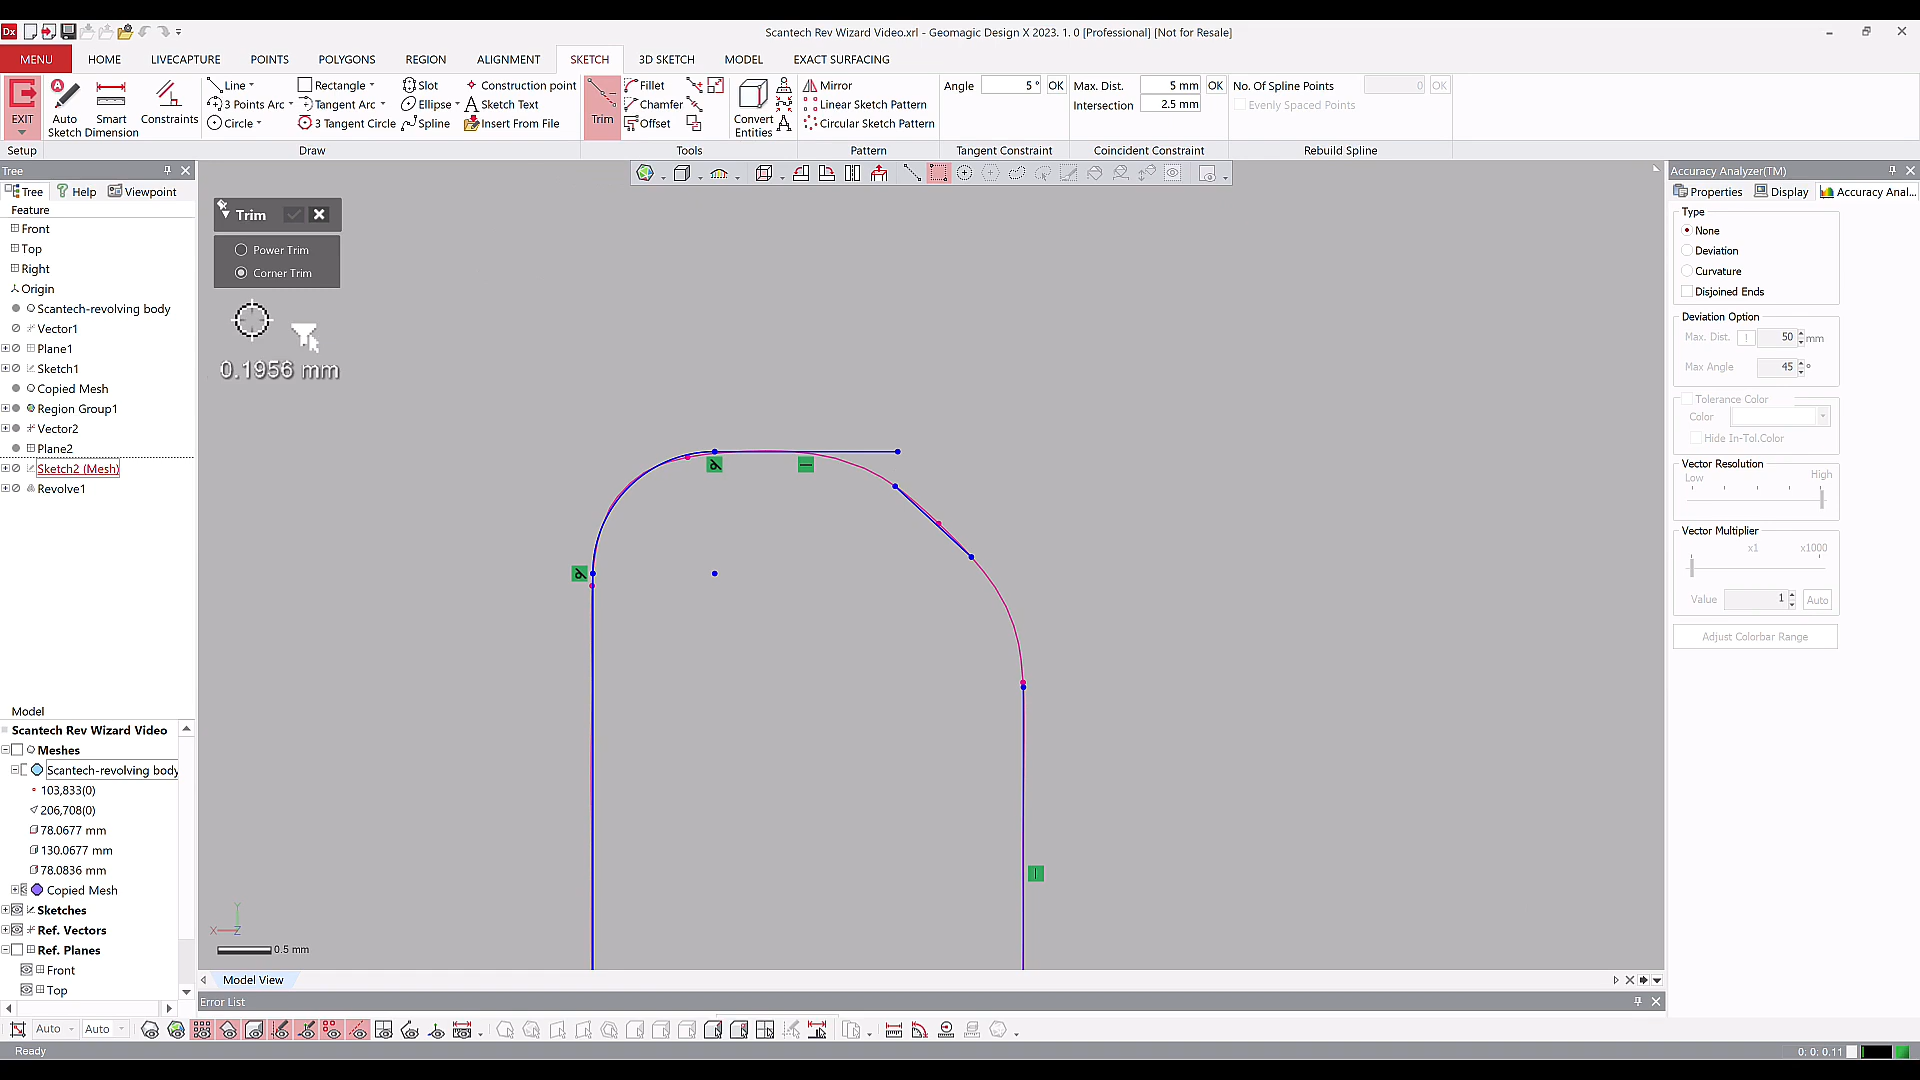 Scantech Rev Wizard Video.xrl - Geomagic Design X 2023. 1. 0 [Professional] [Not for Resale]
MENU HOME LIVECAPTURE POINTS POLYGONS REGION ALIGNMENT SKETCH 3D SKETCH MODEL EXACT SURFACING
EXIT
Auto Sketch
Smart Dimension
Constraints
Line
3 Points Arc
Circle
Rectangle
Tangent Arc
3 Tangent Circle
Slot
Ellipse
Spline
Construction point
Sketch Text
Insert From File
Trim
Fillet
Chamfer
Offset
Convert Entities
Mirror
Linear Sketch Pattern
Circular Sketch Pattern
Angle 5 ° OK
Max. Dist. 5 mm OK
Intersection 2.5 mm
No. Of Spline Points 0 OK
Evenly Spaced Points
Setup Draw Tools Pattern Tangent Constraint Coincident Constraint Rebuild Spline
Tree
Tree Help Viewpoint
Feature
Front
Top
Right
Origin
Scantech-revolving body
Vector1
Plane1
Sketch1
Copied Mesh
Region Group1
Vector2
Plane2
Sketch2 (Mesh)
Revolve1
Model
Scantech Rev Wizard Video
Meshes
Scantech-revolving body
103,833(0)
206,708(0)
78.0677 mm
130.0677 mm
78.0836 mm
Copied Mesh
Sketches
Ref. Vectors
Ref. Planes
Front
Top
Trim
Power Trim
Corner Trim
0.1956 mm
Y
X Z
0.5 mm
Model View
Error List
Accuracy Analyzer(TM)
Properties Display Accuracy Anal...
Type
None
Deviation
Curvature
Disjoined Ends
Deviation Option
Max. Dist. ! 50 mm
Max Angle 45 °
Tolerance Color
Color
Hide In-Tol.Color
Vector Resolution
Low High
Vector Multiplier
x1 x1000
Value 1 Auto
Adjust Colorbar Range
Auto Auto
Ready
0: 0: 0.11